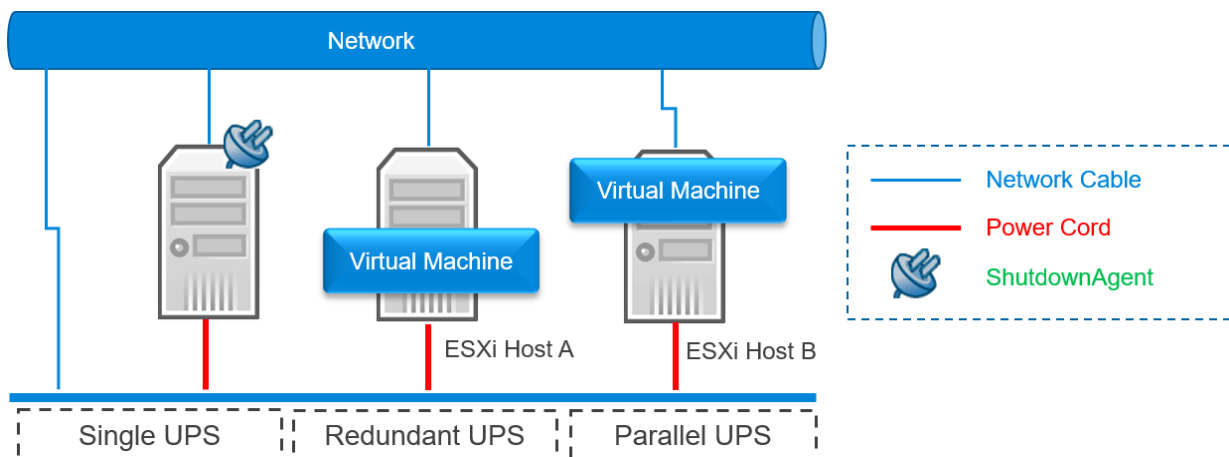 Network
Virtual Machine
Virtual Machine
ESXi Host A
ESXi Host B
Single UPS
Redundant UPS
Parallel UPS
Network Cable
Power Cord
ShutdownAgent